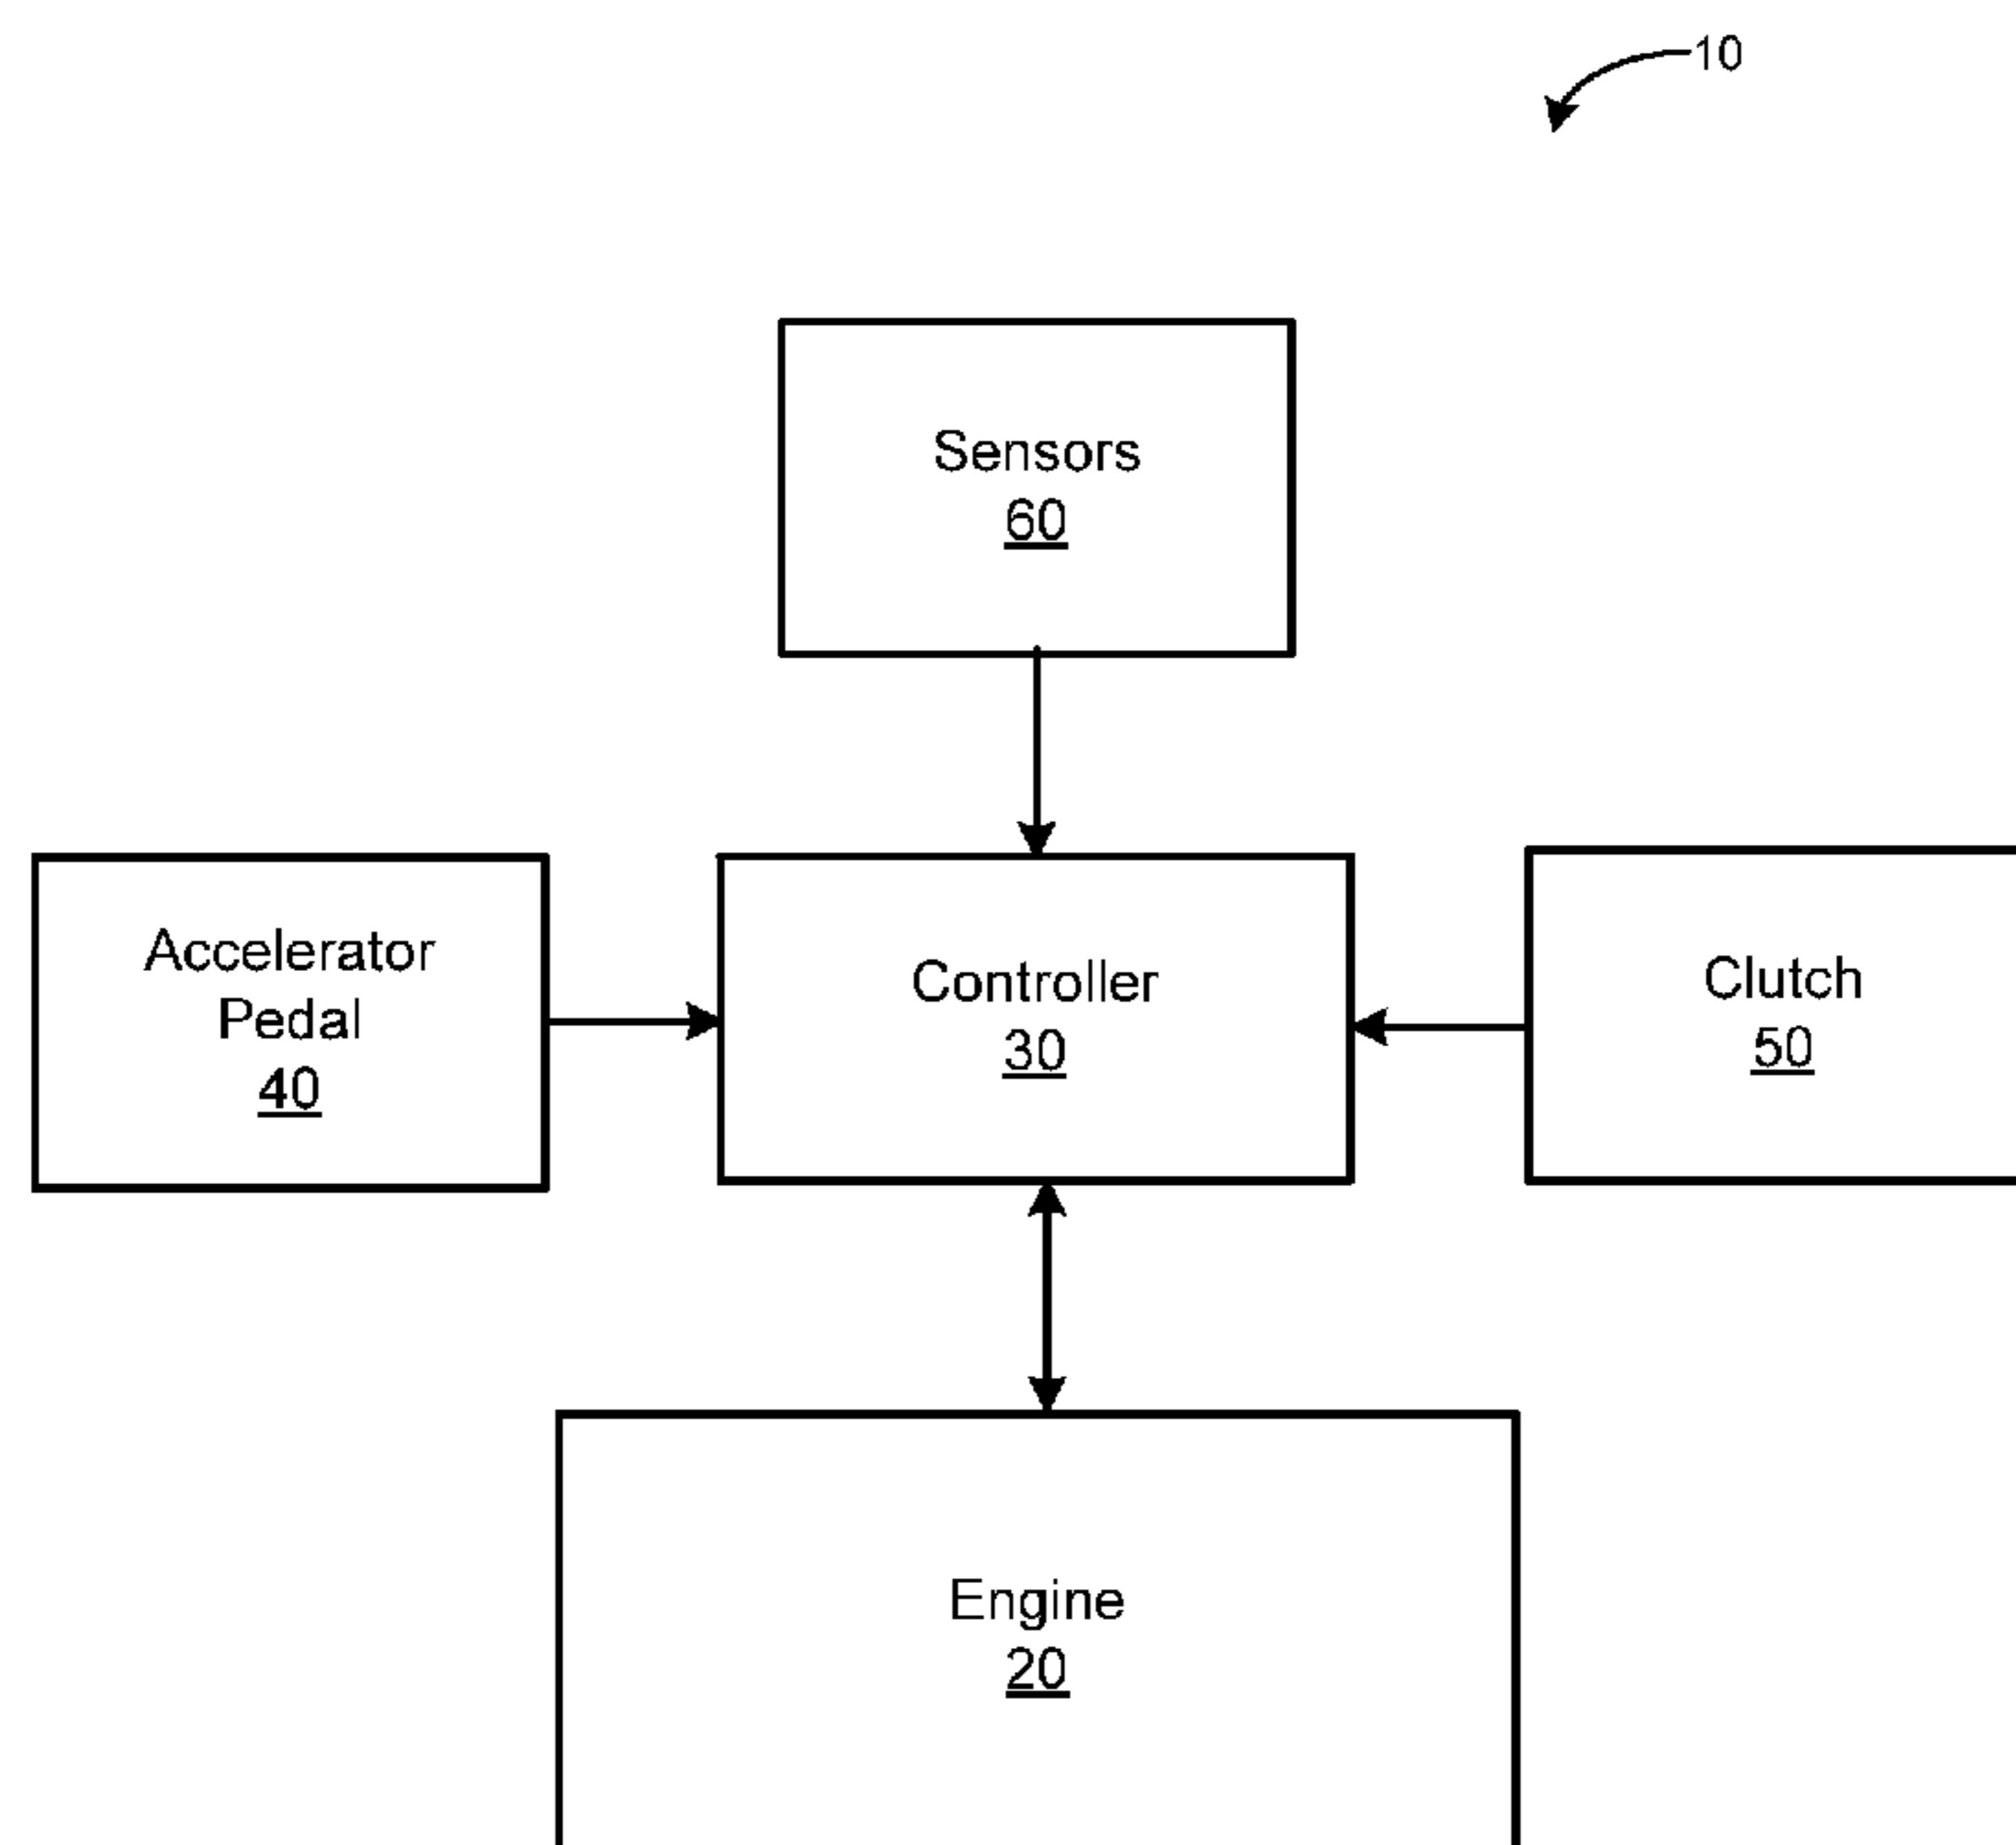 10
Sensors
60
Accelerator
Pedal
40
Controller
30
Clutch
50
Engine
20